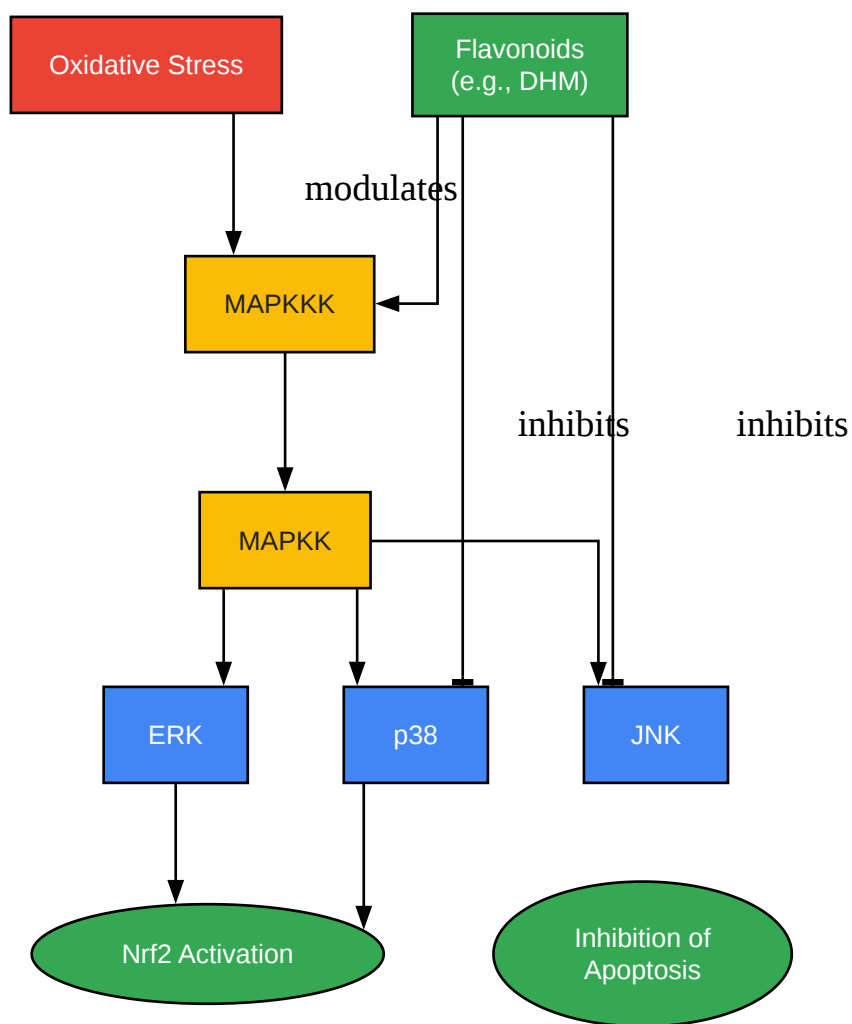 Oxidative Stress
Flavonoids
(e.g., DHM)
modulates
MAPKKK
inhibits
inhibits
MAPKK
ERK
p38
JNK
Nrf2 Activation
Inhibition of
Apoptosis